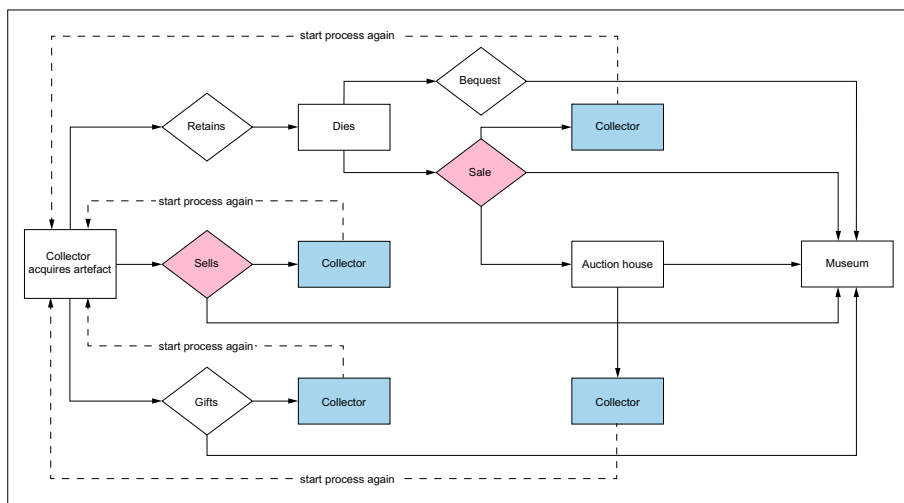 start process again
Bequest
Retains
Dies
Collector
Sale
start process again
Collector
acquires artefact
Sells
Collector
Auction house
Museum
start process again
Gifts
Collector
Collector
start process again